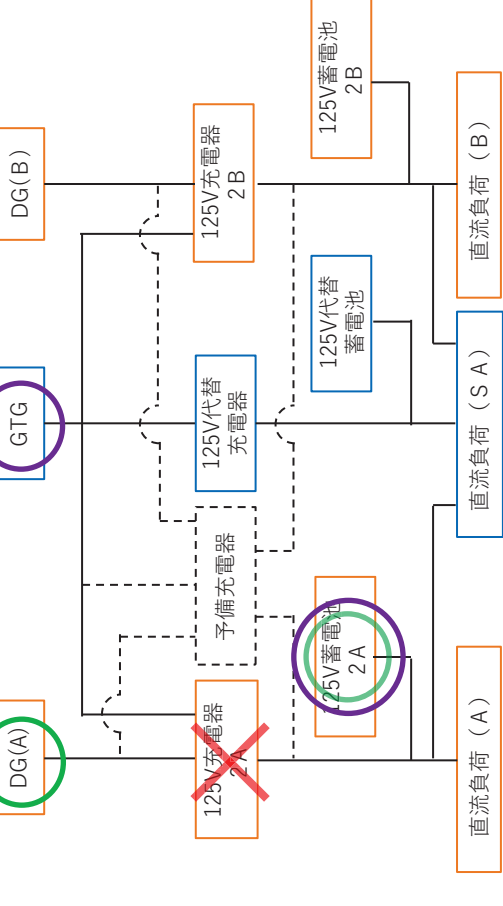 DG(A)
GTG
DG(B)
125V充電器
2A
予備充電器
125V代替
充電器
125V充電器
2B
125V蓄電池
2A
125V代替
蓄電池
125V蓄電池
2B
直流負荷（A）
直流負荷（SA）
直流負荷（B）